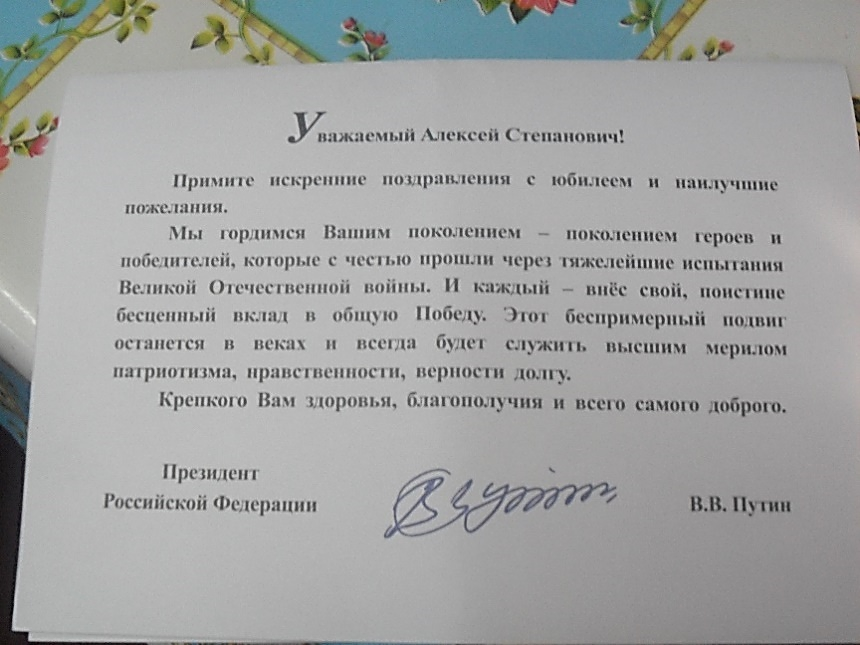 Уважаемый Алексей Степанович!
Примите искренние поздравления с юбилеем и наилучшие
пожелания.
Мы гордимся Вашим поколением – поколением героев и
победителей, которые с честью прошли через тяжелейшие испытания
Великой Отечественной войны. И каждый – внёс свой, поистине
бесценный вклад в общую Победу. Этот беспримерный подвиг
останется в веках и всегда будет служить высшим мерилом
патриотизма, нравственности, верности долгу.
Крепкого Вам здоровья, благополучия и всего самого доброго.
Президент
Российской Федерации
В.В. Путин